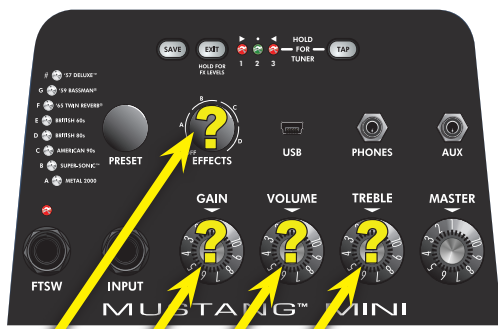 SAVE EXIT HOLD FOR TUNER TAP
HOLD FOR FX LEVELS
1 2 3
# '57 DELUXE™
G '59 BASSMAN®
F '65 TWIN REVERB®
E BRITISH 60s
D BRITISH 80s
C AMERICAN 90s
B SUPER-SONIC™
A METAL 2000
PRESET
A B C D
?
EFFECTS
USB
PHONES
AUX
GAIN VOLUME TREBLE MASTER
? ? ?
FTSW INPUT
MUSTANG™ MINI